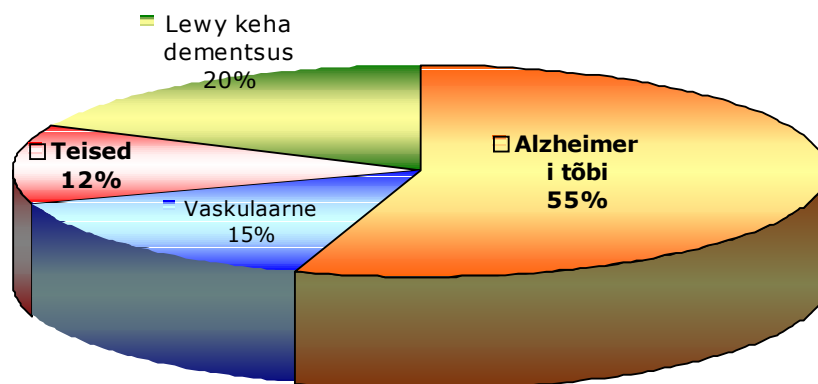 Lewy keha
dementsus
20%
Alzheimer
i tõbi
55%
Teised
12%
Vaskulaarne
15%